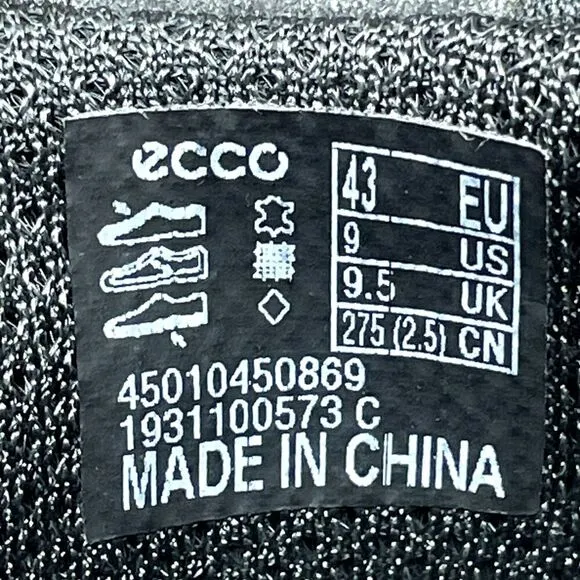 ecco
43 EU
9 US
9.5 UK
275 (2.5) CN
45010450869
1931100573 C
MADE IN CHINA